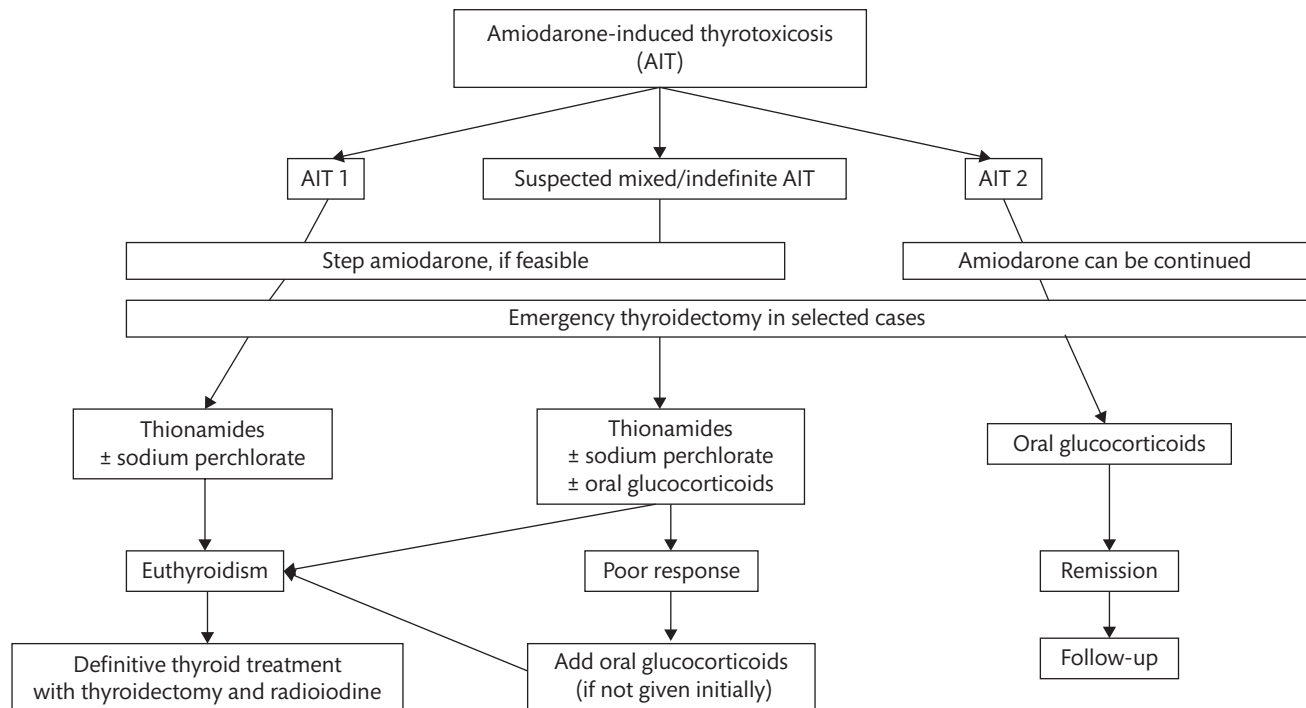 Amiodarone-induced thyrotoxicosis
(AIT)
AIT 1
Suspected mixed/indefinite AIT
AIT 2
Step amiodarone, if feasible
Amiodarone can be continued
Emergency thyroidectomy in selected cases
Thionamides
± sodium perchlorate
Thionamides
± sodium perchlorate
± oral glucocorticoids
Oral glucocorticoids
Euthyroidism
Poor response
Remission
Definitive thyroid treatment
with thyroidectomy and radioiodine
Add oral glucocorticoids
(if not given initially)
Follow-up